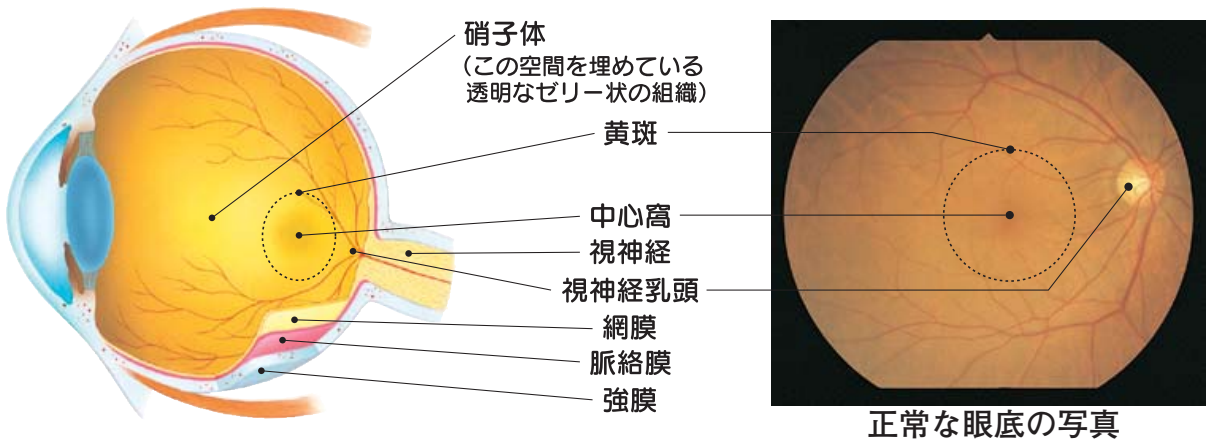 硝子体
（この空間を埋めている
透明なゼリー状の組織）
黄斑
中心窩
視神経
視神経乳頭
網膜
脈絡膜
強膜
正常な眼底の写真